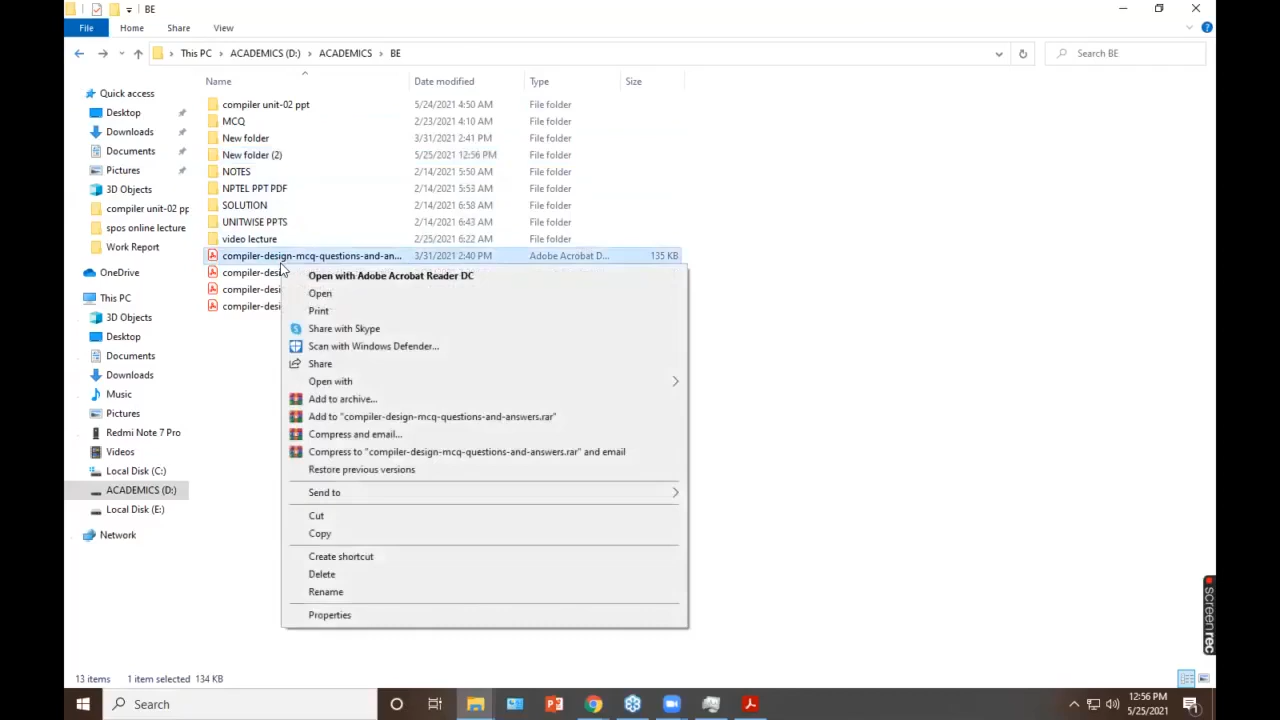 BE
File Home Share View
This PC > ACADEMICS (D:) > ACADEMICS > BE
Search BE
Name Date modified Type Size
Quick access
Desktop
Downloads
Documents
Pictures
3D Objects
compiler unit-02 pp
spos online lecture
Work Report
OneDrive
This PC
3D Objects
Desktop
Documents
Downloads
Music
Pictures
Redmi Note 7 Pro
Videos
Local Disk (C:)
ACADEMICS (D:)
Local Disk (E:)
Network
compiler unit-02 ppt 5/24/2021 4:50 AM File folder
MCQ 2/23/2021 4:10 AM File folder
New folder 3/31/2021 2:41 PM File folder
New folder (2) 5/25/2021 12:56 PM File folder
NOTES 2/14/2021 5:50 AM File folder
NPTEL PPT PDF 2/14/2021 5:53 AM File folder
SOLUTION 2/14/2021 6:58 AM File folder
UNITWISE PPTS 2/14/2021 6:43 AM File folder
video lecture 2/25/2021 6:22 AM File folder
compiler-design-mcq-questions-and-an... 3/31/2021 2:40 PM Adobe Acrobat D... 135 KB
compiler-desi
compiler-desi
compiler-desi
Open with Adobe Acrobat Reader DC
Open
Print
Share with Skype
Scan with Windows Defender...
Share
Open with
Add to archive...
Add to "compiler-design-mcq-questions-and-answers.rar"
Compress and email...
Compress to "compiler-design-mcq-questions-and-answers.rar" and email
Restore previous versions
Send to
Cut
Copy
Create shortcut
Delete
Rename
Properties
screenrec
13 items 1 item selected 134 KB
Search
12:56 PM
5/25/2021
1